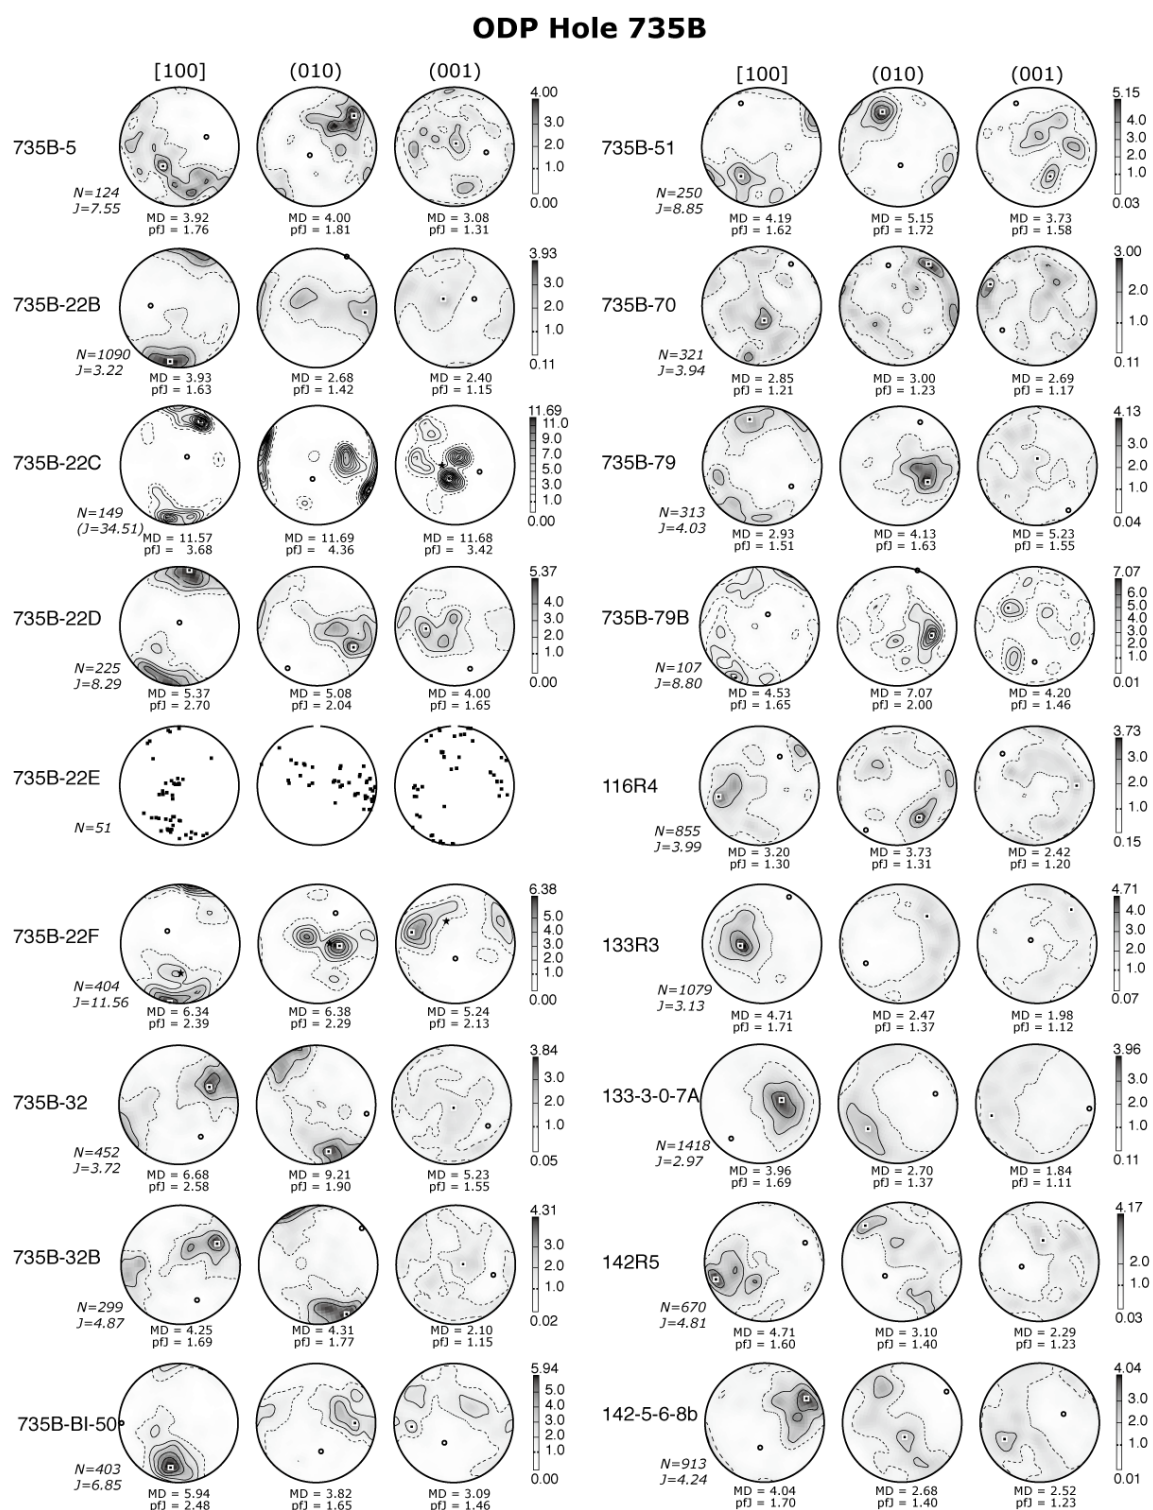 ODP Hole 735B
[100] (010) (001)
4.00
3.0
2.0
1.0
0.00
735B-5
N=124
J=7.55
MD = 3.92 MD = 4.00 MD = 3.08
pfJ = 1.76 pfJ = 1.81 pfJ = 1.31
3.93
3.0
2.0
1.0
0.11
735B-22B
N=1090
J=3.22
MD = 3.93 MD = 2.68 MD = 2.40
pfJ = 1.63 pfJ = 1.42 pfJ = 1.15
11.69
11.0
9.0
7.0
5.0
3.0
1.0
0.00
735B-22C
N=149
(J=34.51)
MD = 11.57 MD = 11.69 MD = 11.68
pfJ = 3.68 pfJ = 4.36 pfJ = 3.42
5.37
4.0
3.0
2.0
1.0
0.00
735B-22D
N=225
J=8.29
MD = 5.37 MD = 5.08 MD = 4.00
pfJ = 2.70 pfJ = 2.04 pfJ = 1.65
735B-22E
N=51
6.38
5.0
4.0
3.0
2.0
1.0
0.00
735B-22F
N=404
J=11.56
MD = 6.34 MD = 6.38 MD = 5.24
pfJ = 2.39 pfJ = 2.29 pfJ = 2.13
3.84
3.0
2.0
1.0
0.05
735B-32
N=452
J=3.72
MD = 6.68 MD = 9.21 MD = 5.23
pfJ = 2.58 pfJ = 1.90 pfJ = 1.55
4.31
3.0
2.0
1.0
0.02
735B-32B
N=299
J=4.87
MD = 4.25 MD = 4.31 MD = 2.10
pfJ = 1.69 pfJ = 1.77 pfJ = 1.15
5.94
5.0
4.0
3.0
2.0
1.0
0.00
735B-BI-50
N=403
J=6.85
MD = 5.94 MD = 3.82 MD = 3.09
pfJ = 2.48 pfJ = 1.65 pfJ = 1.46
[100] (010) (001)
5.15
4.0
3.0
2.0
1.0
0.03
735B-51
N=250
J=8.85
MD = 4.19 MD = 5.15 MD = 3.73
pfJ = 1.62 pfJ = 1.72 pfJ = 1.58
3.00
2.0
1.0
0.11
735B-70
N=321
J=3.94
MD = 2.85 MD = 3.00 MD = 2.69
pfJ = 1.21 pfJ = 1.23 pfJ = 1.17
4.13
3.0
2.0
1.0
0.04
735B-79
N=313
J=4.03
MD = 2.93 MD = 4.13 MD = 5.23
pfJ = 1.51 pfJ = 1.63 pfJ = 1.55
7.07
6.0
5.0
4.0
3.0
2.0
1.0
0.01
735B-79B
N=107
J=8.80
MD = 4.53 MD = 7.07 MD = 4.20
pfJ = 1.65 pfJ = 2.00 pfJ = 1.46
3.73
3.0
2.0
1.0
0.15
116R4
N=855
J=3.99
MD = 3.20 MD = 3.73 MD = 2.42
pfJ = 1.30 pfJ = 1.31 pfJ = 1.20
4.71
4.0
3.0
2.0
1.0
0.07
133R3
N=1079
J=3.13
MD = 4.71 MD = 2.47 MD = 1.98
pfJ = 1.71 pfJ = 1.37 pfJ = 1.12
3.96
3.0
2.0
1.0
0.11
133-3-0-7A
N=1418
J=2.97
MD = 3.96 MD = 2.70 MD = 1.84
pfJ = 1.69 pfJ = 1.37 pfJ = 1.11
4.17
2.0
1.0
0.03
142R5
N=670
J=4.81
MD = 4.71 MD = 3.10 MD = 2.29
pfJ = 1.60 pfJ = 1.40 pfJ = 1.23
4.04
3.0
2.0
1.0
0.01
142-5-6-8b
N=913
J=4.24
MD = 4.04 MD = 2.68 MD = 2.52
pfJ = 1.70 pfJ = 1.40 pfJ = 1.23